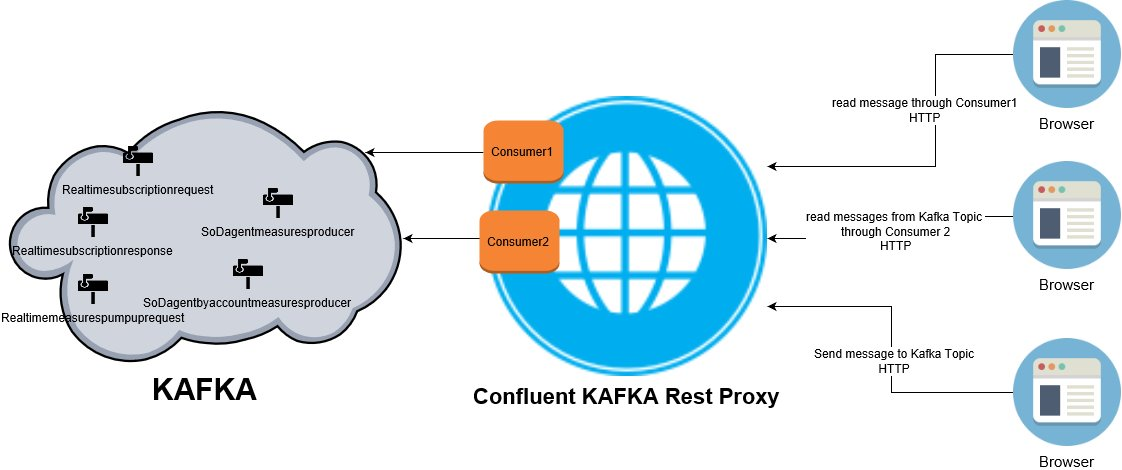 Realtimesubscriptionrequest
SoDagentmeasuresproducer
Realtimesubscriptionresponse
SoDagentbyaccountmeasuresproducer
Realtimemeasurespumpuprequest
KAFKA
Consumer1
Consumer2
Confluent KAFKA Rest Proxy
read message through Consumer1
HTTP
Browser
read messages from Kafka Topic
through Consumer 2
HTTP
Browser
Send message to Kafka Topic
HTTP
Browser